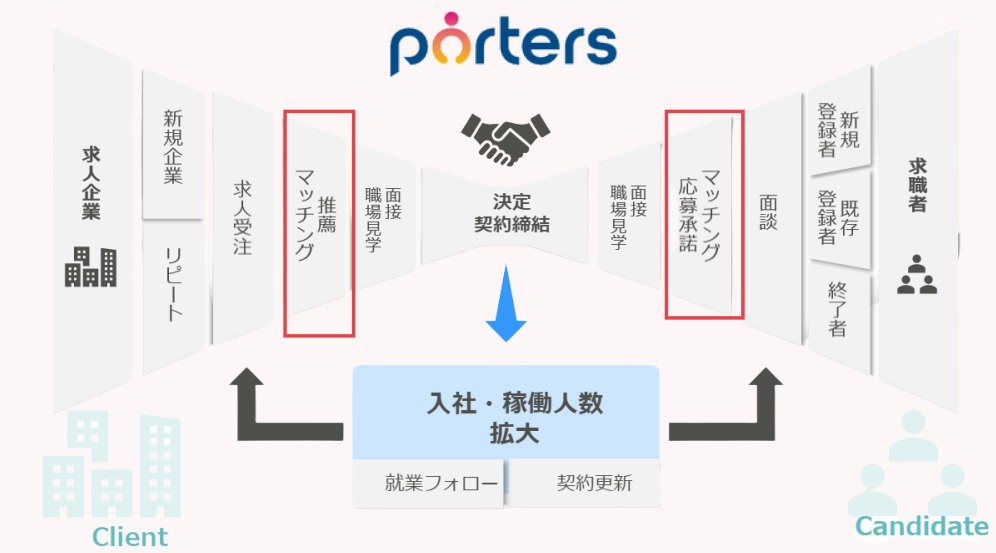 porters
求人企業
新規企業
リピート
求人受注
推薦
マッチング
面接
職場見学
決定
契約締結
面接
職場見学
マッチング
応募承諾
面談
新規
登録者
既存
登録者
終了者
求職者
入社・稼働人数
拡大
就業フォロー
契約更新
Client
Candidate